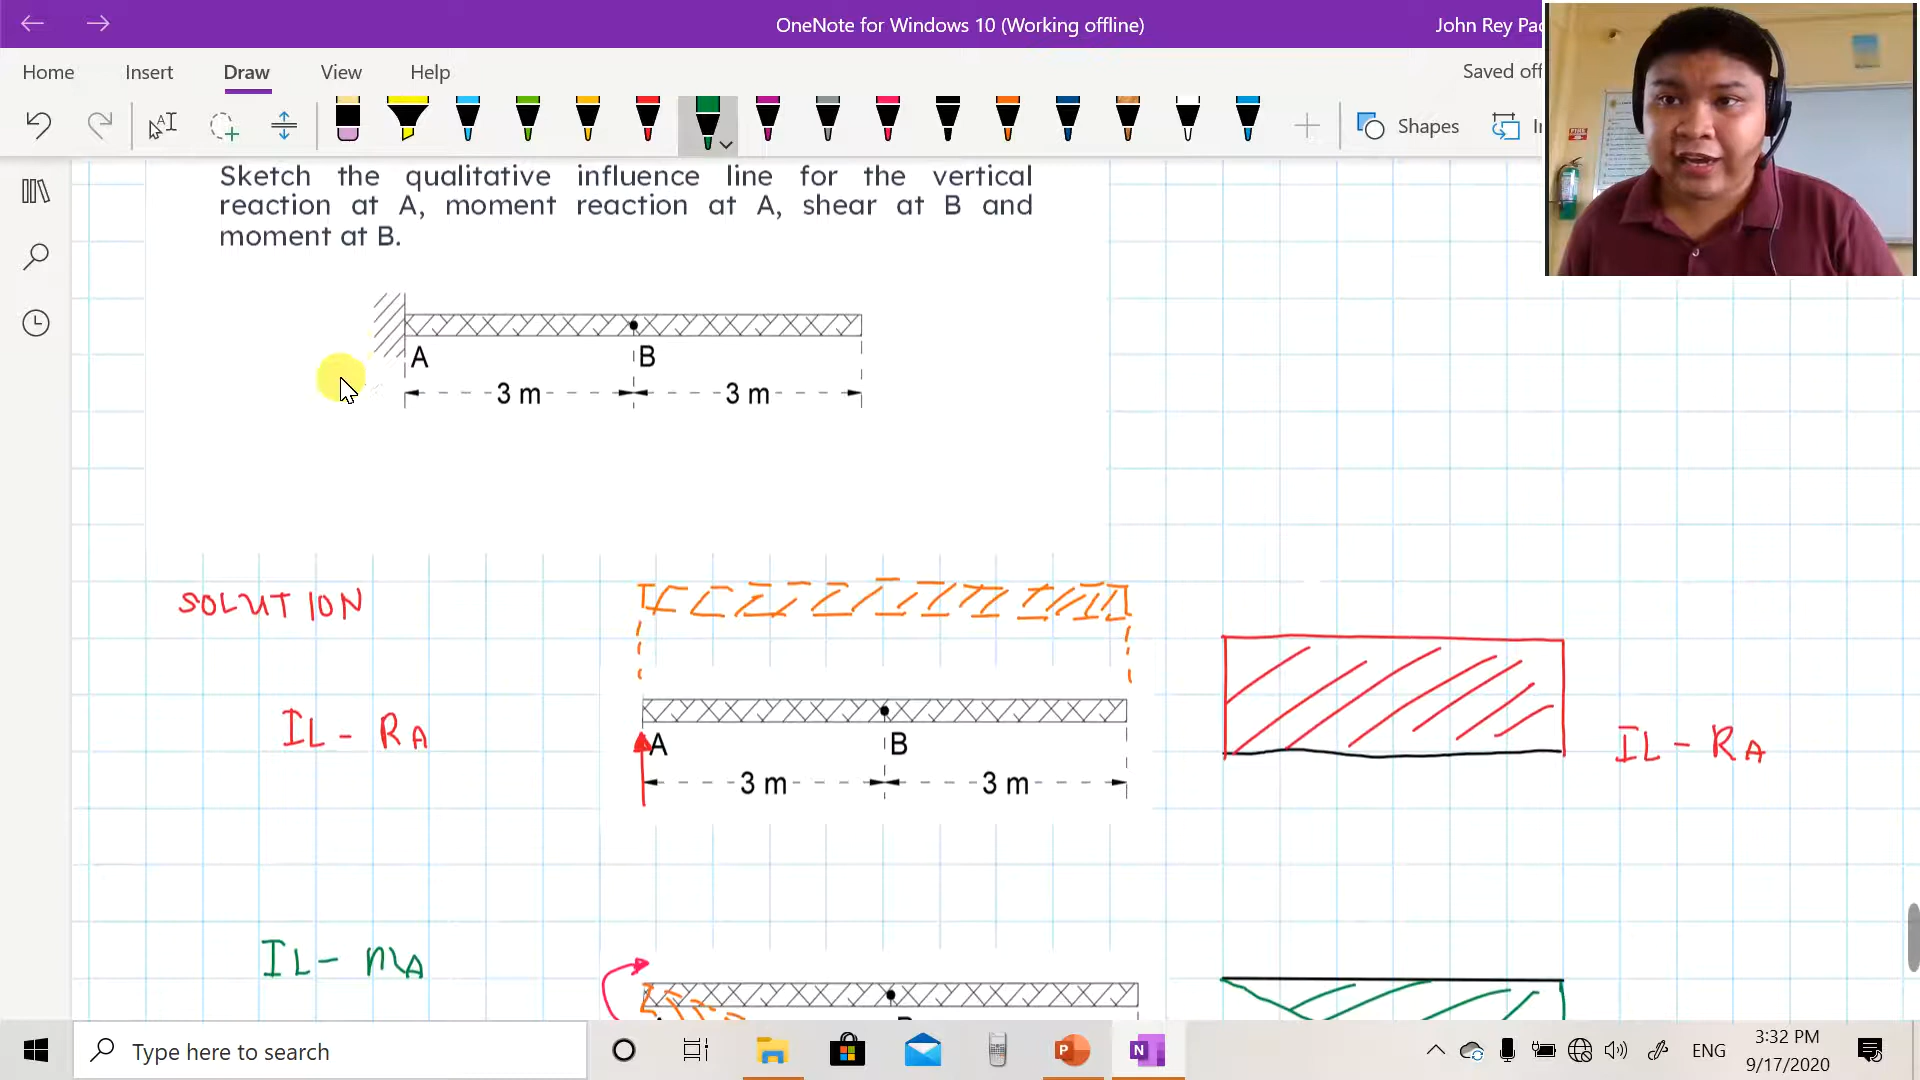 OneNote for Windows 10 (Working offline)
John Rey
Home Insert Draw View Help
Saved
Shapes
Sketch the qualitative influence line for the vertical
reaction at A, moment reaction at A, shear at B and
moment at B.
A B
3 m 3 m
SOLUTION
IL - RA
A B
3 m 3 m
IL - RA
IL - MA
Type here to search
N
ENG
3:32 PM
9/17/2020